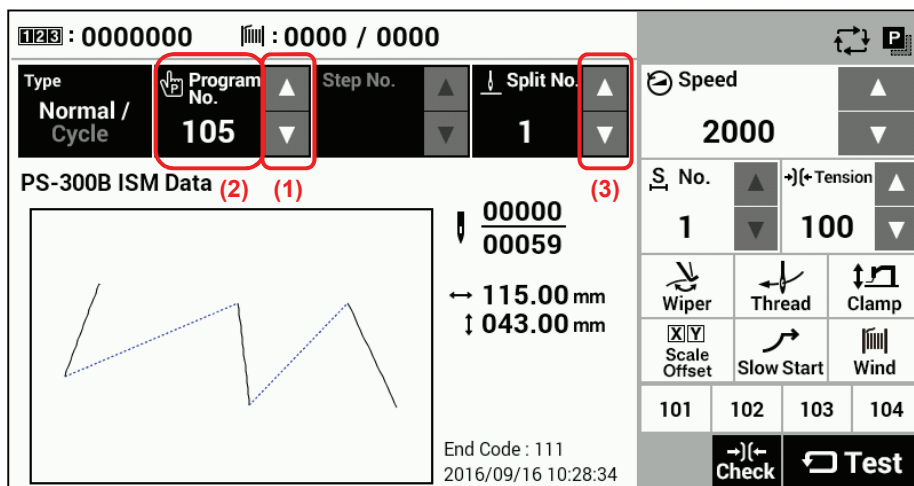 123 : 0000000 : 0000 / 0000
P
Type
Normal /
Cycle
P Program
No.
105
Step No.
Split No.
1
Speed
2000
PS-300B ISM Data
(2) (1) (3)
S No.
1
Tension
100
00000
00059
115.00 mm
043.00 mm
Wiper Thread Clamp
X Y
Scale
Offset
Slow Start
Wind
101 102 103 104
End Code : 111
2016/09/16 10:28:34
Check
Test